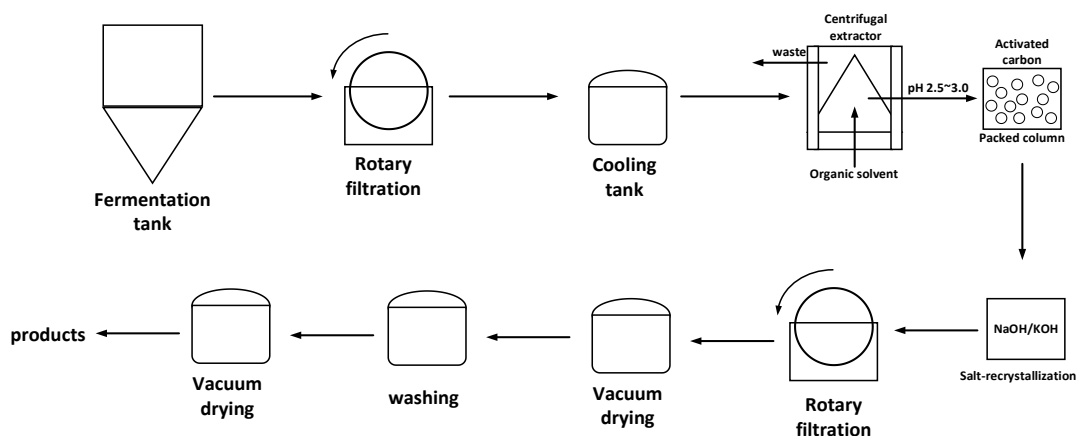 Fermentation
tank
Rotary
filtration
Cooling
tank
Centrifugal
extractor
waste
Organic solvent
pH 2.5~3.0
Activated
carbon
Packed column
NaOH/KOH
Salt-recrystallization
Rotary
filtration
Vacuum
drying
washing
Vacuum
drying
products